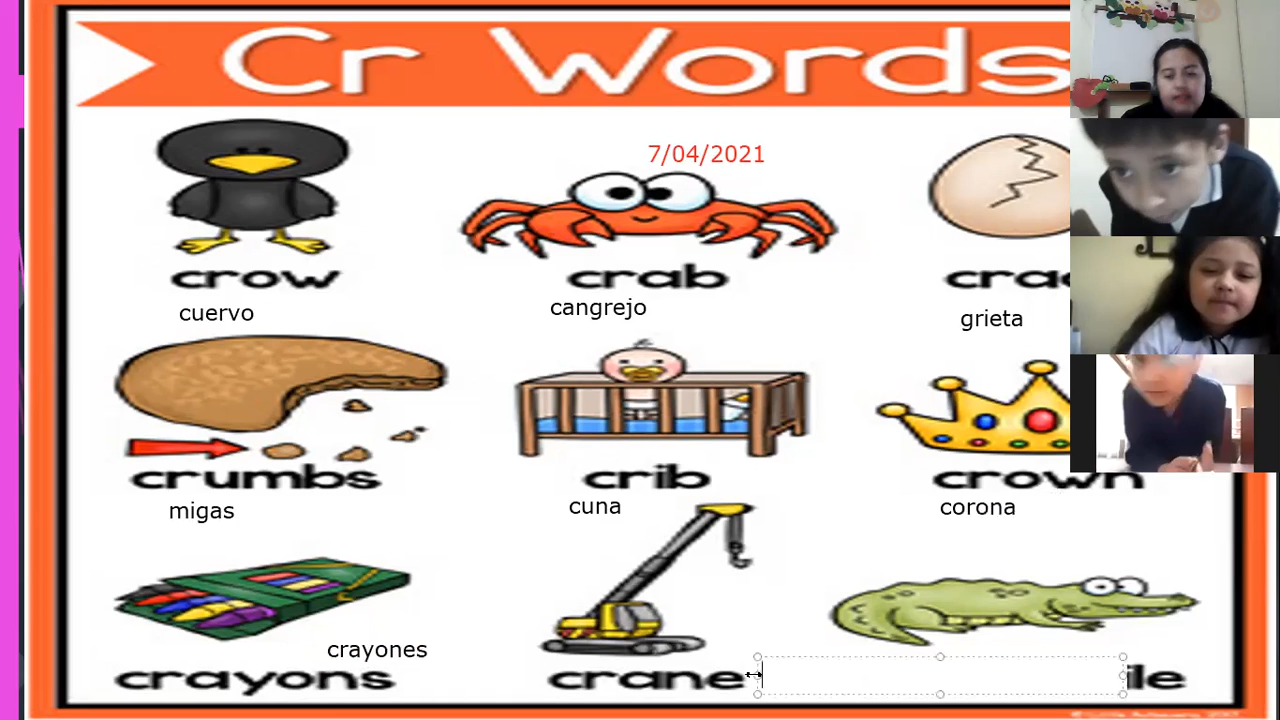 Cr Words
7/04/2021
crow crab
cuervo cangrejo grieta
crumbs crib crown
migas cuna corona
crayones
crayons crane